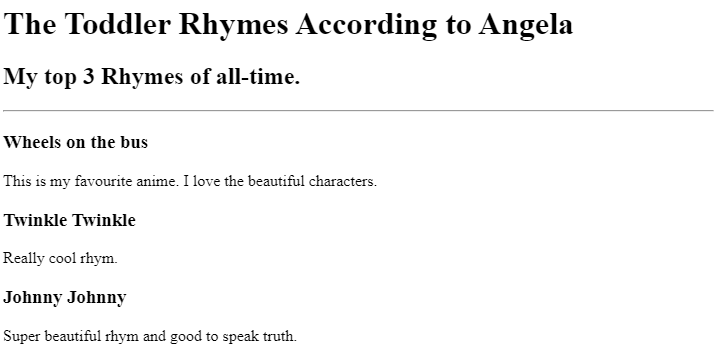 The Toddler Rhymes According to Angela
My top 3 Rhymes of all-time.
Wheels on the bus
This is my favourite anime. I love the beautiful characters.
Twinkle Twinkle
Really cool rhym.
Johnny Johnny
Super beautiful rhym and good to speak truth.